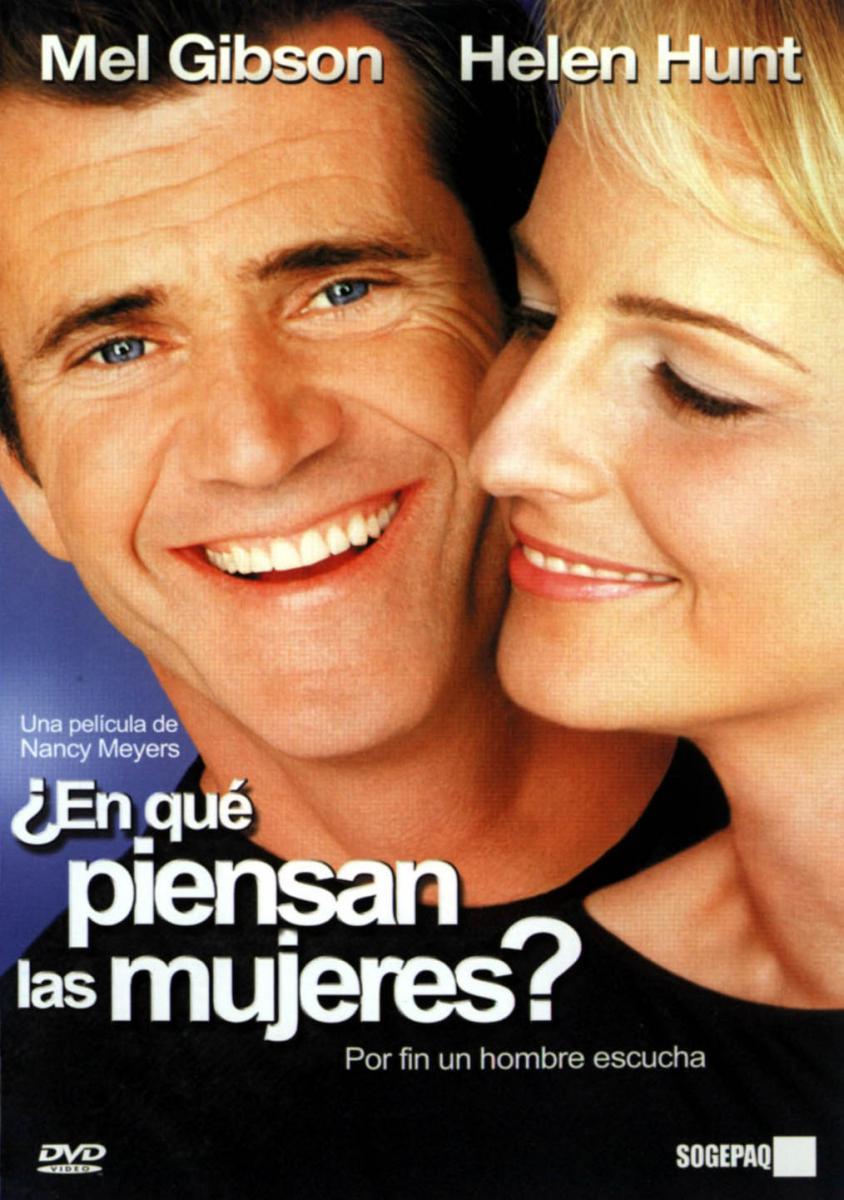 Mel Gibson Helen Hunt
Una película de
Nancy Meyers
¿En qué
piensan
las mujeres?
Por fin un hombre escucha
DVD
VIDEO
SOGEPAQ